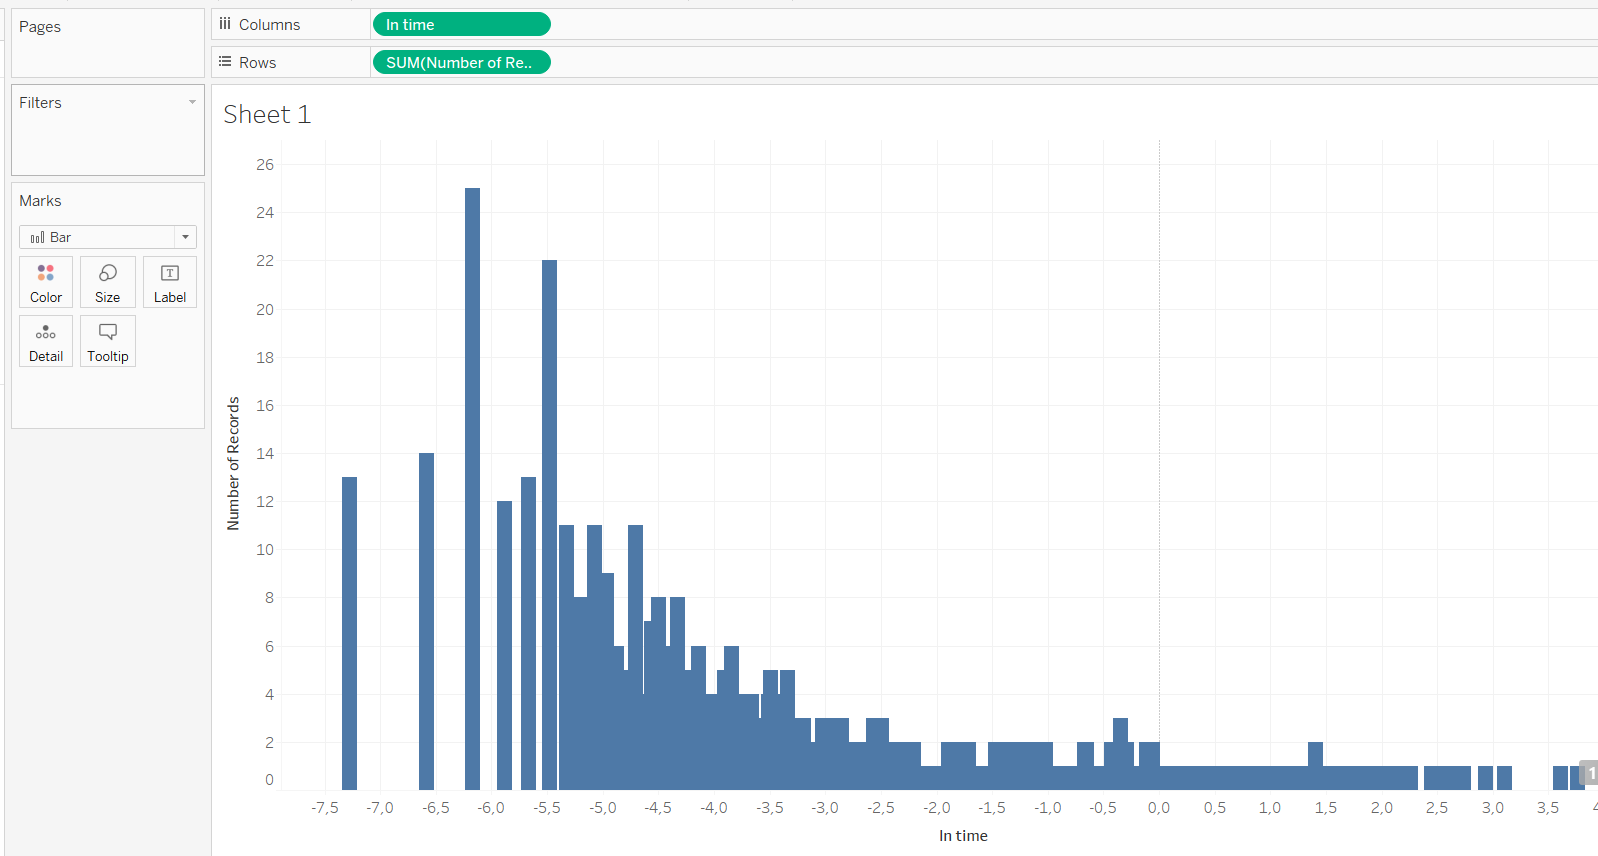 Pages
Columns
In time
Rows
SUM(Number of Re..
Filters
Marks
Bar
Color
Size
Label
Detail
Tooltip
Sheet 1
Number of Records
26
24
22
20
18
16
14
12
10
8
6
4
2
0
-7,5 -7,0 -6,5 -6,0 -5,5 -5,0 -4,5 -4,0 -3,5 -3,0 -2,5 -2,0 -1,5 -1,0 -0,5 0,0 0,5 1,0 1,5 2,0 2,5 3,0 3,5
In time
1